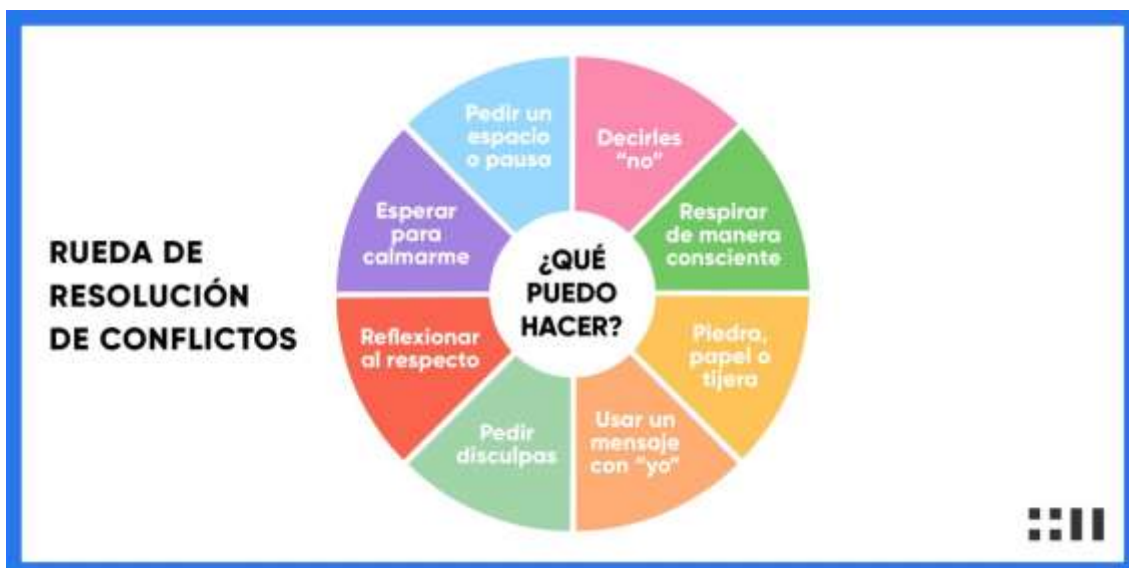 RUEDA DE
RESOLUCIÓN
DE CONFLICTOS
¿QUÉ
PUEDO
HACER?
Pedir un
espacio
o pausa
Decirles
"no"
Respirar
de manera
consciente
Piedra,
papel o
tijera
Usar un
mensaje
con "yo"
Pedir
disculpas
Reflexionar
al respecto
Esperar
para
calmarme